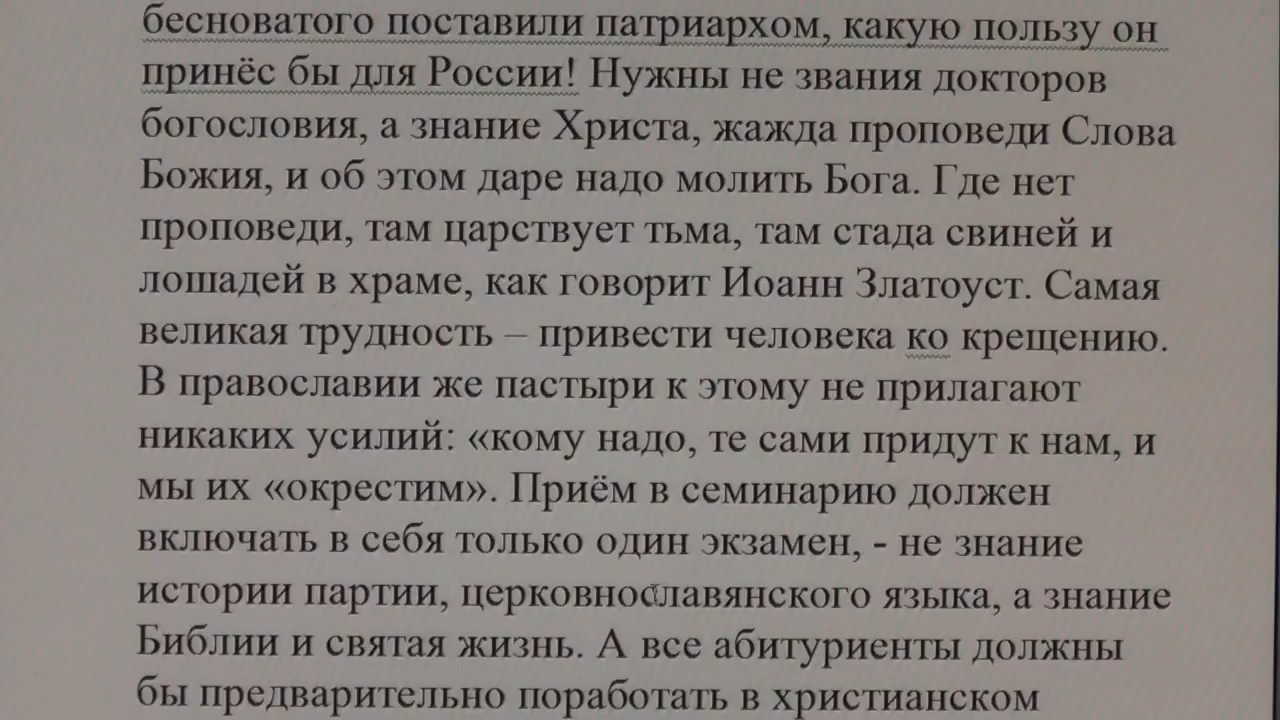 бесноватого поставили патриархом, какую пользу он
принёс бы для России! Нужны не звания докторов
богословия, а знание Христа, жажда проповеди Слова
Божия, и об этом даре надо молить Бога. Где нет
проповеди, там царствует тьма, там стада свиней и
лошадей в храме, как говорит Иоанн Златоуст. Самая
великая трудность – привести человека ко крещению.
В православии же пастыри к этому не прилагают
никаких усилий: «кому надо, те сами придут к нам, и
мы их «окрестим». Приём в семинарию должен
включать в себя только один экзамен, - не знание
истории партии, церковнославянского языка, а знание
Библии и святая жизнь. А все абитуриенты должны
бы предварительно поработать в христианском